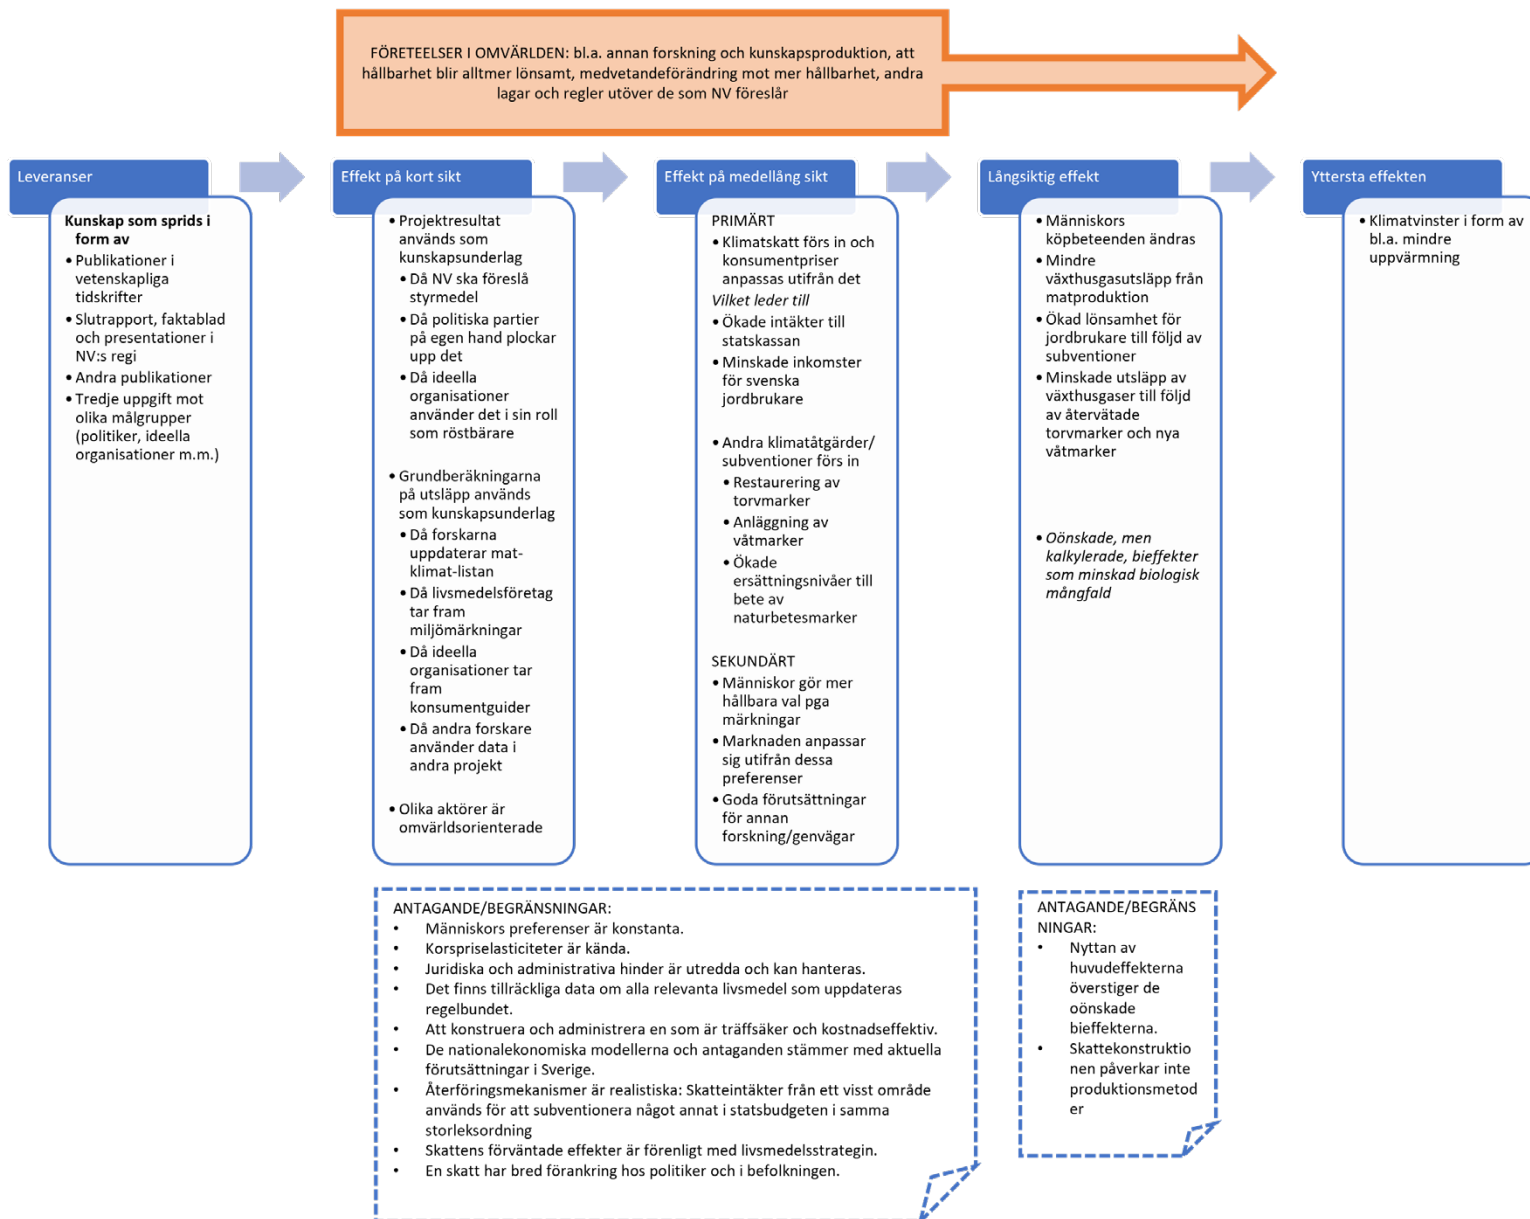 FÖRETEELSER I OMVÄRLDEN: bl.a. annan forskning och kunskapsproduktion, att
hållbarhet blir alltmer lönsamt, medvetandeförändring mot mer hållbarhet, andra
lagar och regler utöver de som NV föreslår
Leveranser
Kunskap som sprids i
form av
• Publikationer i
vetenskapliga
tidskrifter
• Slutrapport, faktablad
och presentationer i
NV:s regi
• Andra publikationer
• Tredje uppgift mot
olika målgrupper
(politiker, ideella
organisationer m.m.)
Effekt på kort sikt
• Projektresultat
används som
kunskapsunderlag
• Då NV ska föreslå
styrmedel
• Då politiska partier
på egen hand plockar
upp det
• Då ideella
organisationer
använder det i sin roll
som röstbärare
• Grundberäkningarna
på utsläpp används
som kunskapsunderlag
• Då forskarna
uppdaterar mat-
klimat-listan
• Då livsmedelsföretag
tar fram
miljömärkningar
• Då ideella
organisationer tar
fram
konsumentguider
• Då andra forskare
använder data i
andra projekt
• Olika aktörer är
omvärldsorienterade
Effekt på medellång sikt
PRIMÄRT
• Klimatskatt förs in och
konsumentpriser
anpassas utifrån det
Vilket leder till
• Ökade intäkter till
statskassan
• Minskade inkomster
för svenska
jordbrukare
• Andra klimatåtgärder/
subventioner förs in
• Restaurering av
torvmarker
• Anläggning av
våtmarker
• Ökade
ersättningsnivåer till
bete av
naturbetesmarker
SEKUNDÄRT
• Människor gör mer
hållbara val pga
märkningar
• Marknaden anpassar
sig utifrån dessa
preferenser
• Goda förutsättningar
för annan
forskning/genvägar
Långsiktig effekt
• Människors
köpbeteenden ändras
• Mindre
växthusgasutsläpp från
matproduktion
• Ökad lönsamhet för
jordbrukare till följd av
subventioner
• Minskade utsläpp av
växthusgaser till följd
av återvätade
torvmarker och nya
våtmarker
• Oönskade, men
kalkylerade, bieffekter
som minskad biologisk
mångfald
Yttersta effekten
• Klimatvinster i form av
bl.a. mindre
uppvärmning
ANTAGANDE/BEGRÄNSNINGAR:
• Människors preferenser är konstanta.
• Korspriselasticiteter är kända.
• Juridiska och administrativa hinder är utredda och kan hanteras.
• Det finns tillräckliga data om alla relevanta livsmedel som uppdateras
regelbundet.
• Att konstruera och administrera en som är träffsäker och kostnadseffektiv.
• De nationalekonomiska modellerna och antaganden stämmer med aktuella
förutsättningar i Sverige.
• Återföringsmekanismer är realistiska: Skatteintäkter från ett visst område
används för att subventionera något annat i statsbudgeten i samma
storleksordning
• Skattens förväntade effekter är förenligt med livsmedelsstrategin.
• En skatt har bred förankring hos politiker och i befolkningen.
ANTAGANDE/BEGRÄNS
NINGAR:
• Nyttan av
huvudeffekterna
överstiger de
oönskade
bieffekterna.
• Skattekonstruktio
nen påverkar inte
produktionsmetod
er